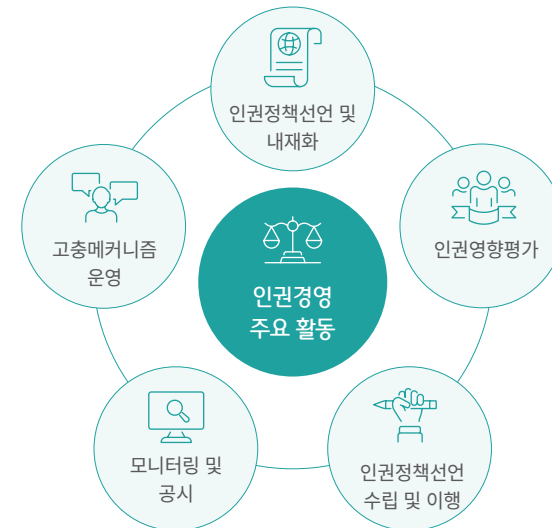 인권정책선언 및
내재화
인권영향평가
인권정책선언
수립 및 이행
모니터링 및
공시
고충메커니즘
운영
인권경영
주요 활동